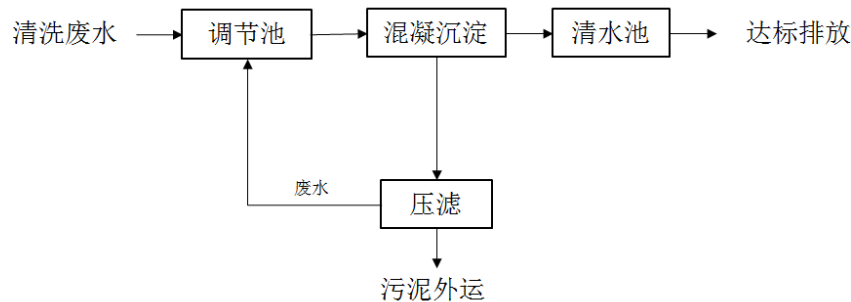 清洗废水
调节池
混凝沉淀
清水池
达标排放
废水
压滤
污泥外运